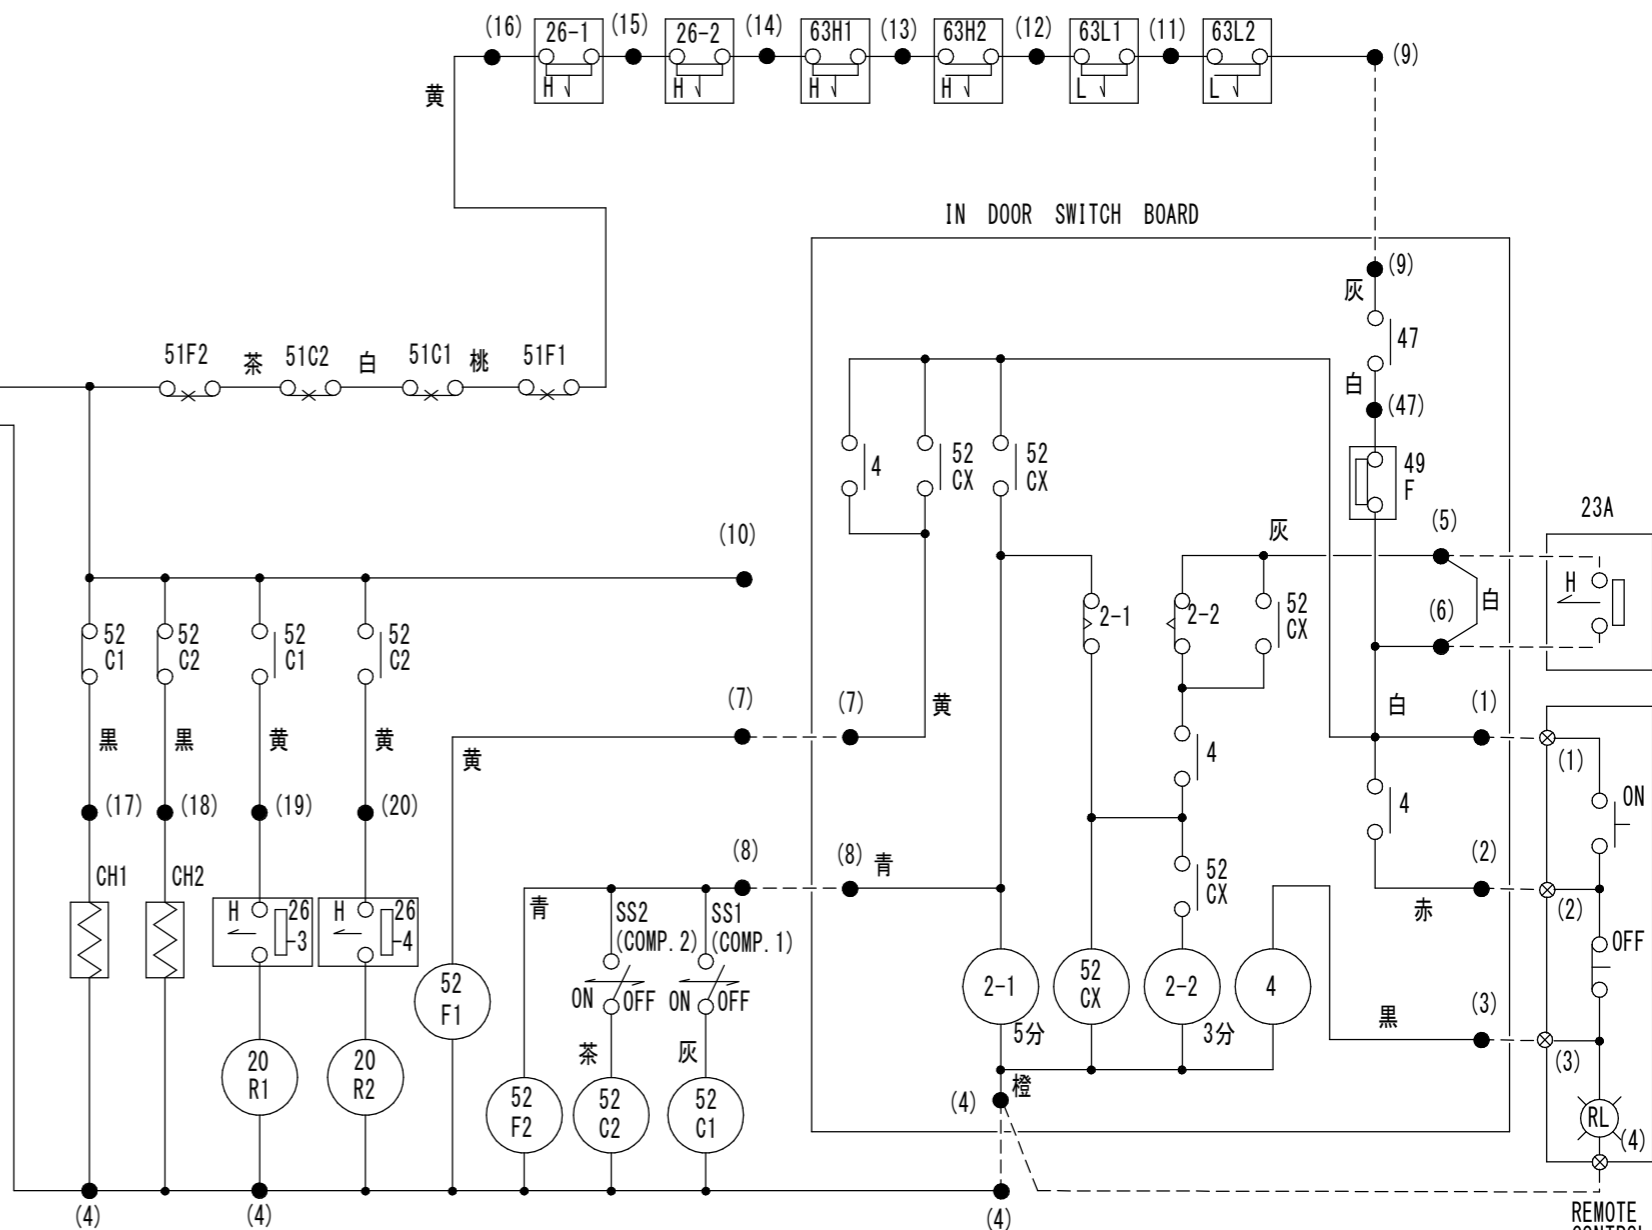 (16) 26-1 (15) 26-2 (14) 63H1 (13) 63H2 (12) 63L1 (11) 63L2 (9)
H H H H L L
黄
IN DOOR SWITCH BOARD
(9)
灰
47
51F2 茶 51C2 白 51C1 桃 51F1
白
(47)
4
52
CX
52
CX
49
F
(5)
23A
灰
(10)
H
(6)
白
52
C1
52
C2
52
C1
52
C2
2-1
2-2
52
CX
(7) (7) 黄
白
(1)
黒 黒 黄 黄
黄
4
(1)
ON
(17) (18) (19) (20)
4
(8) (8) 青
(2)
52
CX
CH1 CH2
H 26
-3
H 26
-4
青
SS2
(COMP.2)
SS1
(COMP.1)
赤
(2)
OFF
ON OFF ON OFF
52
F1
2-1
52
CX
2-2
4
(3)
5分 3分
黒
茶 灰
(3)
20
R1
20
R2
52
F2
52
C2
52
C1
(4) 橙
RL
(4)
(4) (4) (4)
REMOTE